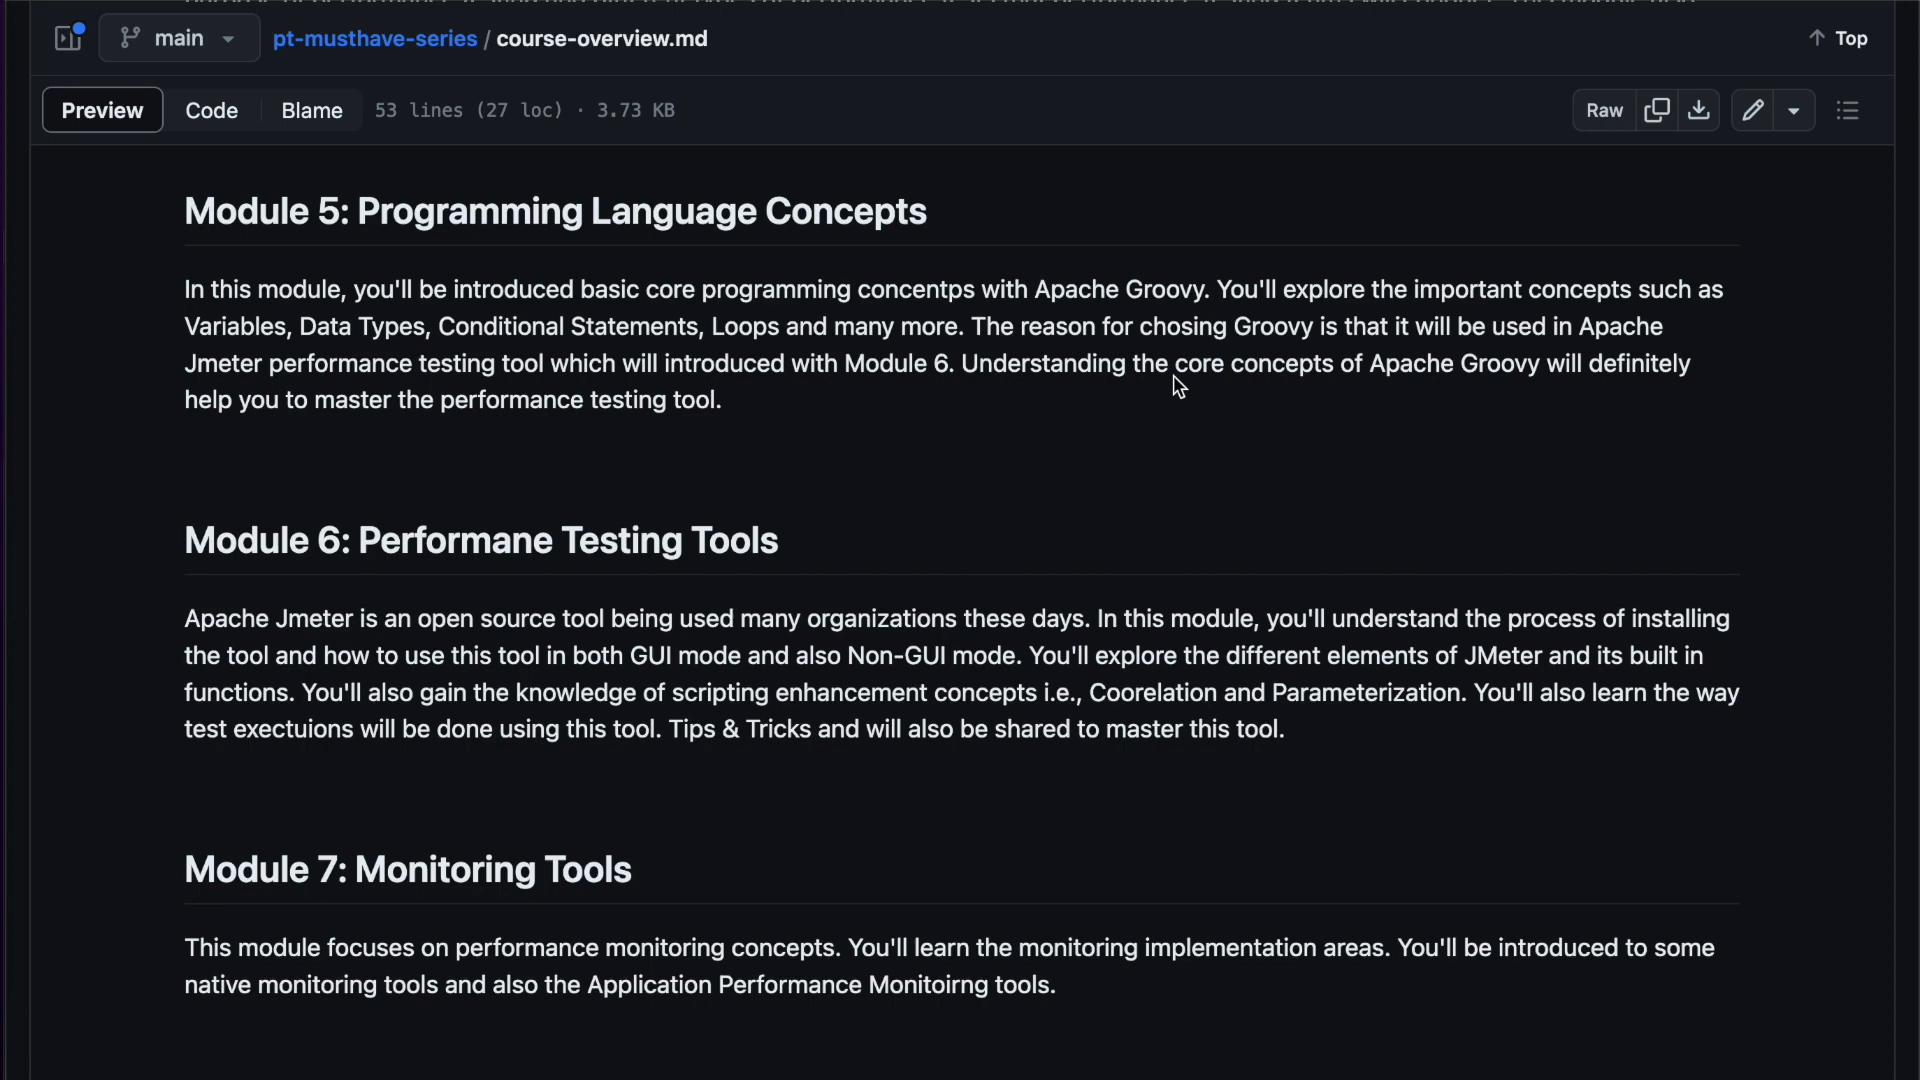 main
pt-musthave-series / course-overview.md
Top
Preview
Code
Blame
53 lines (27 loc) · 3.73 KB
Raw
Module 5: Programming Language Concepts
In this module, you'll be introduced basic core programming concentps with Apache Groovy. You'll explore the important concepts such as
Variables, Data Types, Conditional Statements, Loops and many more. The reason for chosing Groovy is that it will be used in Apache
Jmeter performance testing tool which will introduced with Module 6. Understanding the core concepts of Apache Groovy will definitely
help you to master the performance testing tool.
Module 6: Performane Testing Tools
Apache Jmeter is an open source tool being used many organizations these days. In this module, you'll understand the process of installing
the tool and how to use this tool in both GUI mode and also Non-GUI mode. You'll explore the different elements of JMeter and its built in
functions. You'll also gain the knowledge of scripting enhancement concepts i.e., Coorelation and Parameterization. You'll also learn the way
test exectuions will be done using this tool. Tips & Tricks and will also be shared to master this tool.
Module 7: Monitoring Tools
This module focuses on performance monitoring concepts. You'll learn the monitoring implementation areas. You'll be introduced to some
native monitoring tools and also the Application Performance Monitoirng tools.